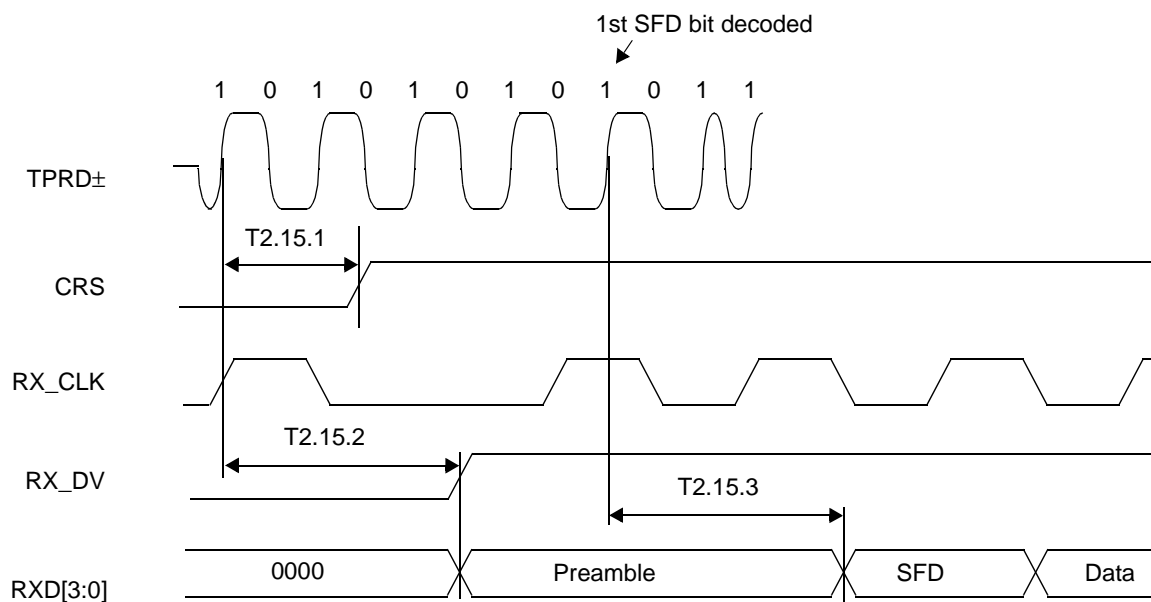 1st SFD bit decoded
1 0 1 0 1 0 1 0 1 0 1 1
TPRD±
T2.15.1
CRS
RX_CLK
T2.15.2
RX_DV
T2.15.3
RXD[3:0]
0000
Preamble
SFD
Data